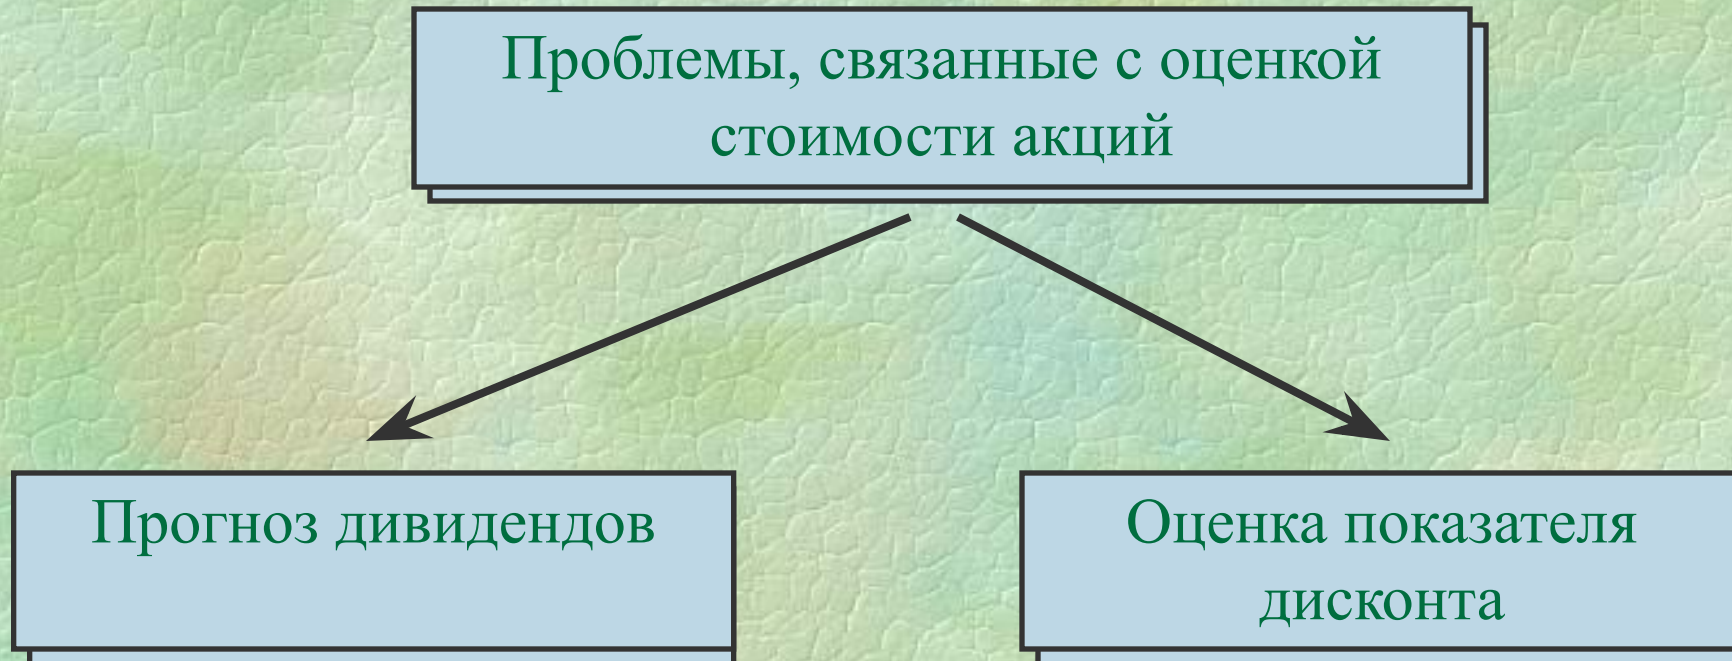 Проблемы, связанные с оценкой
стоимости акций
Прогноз дивидендов
Оценка показателя
дисконта